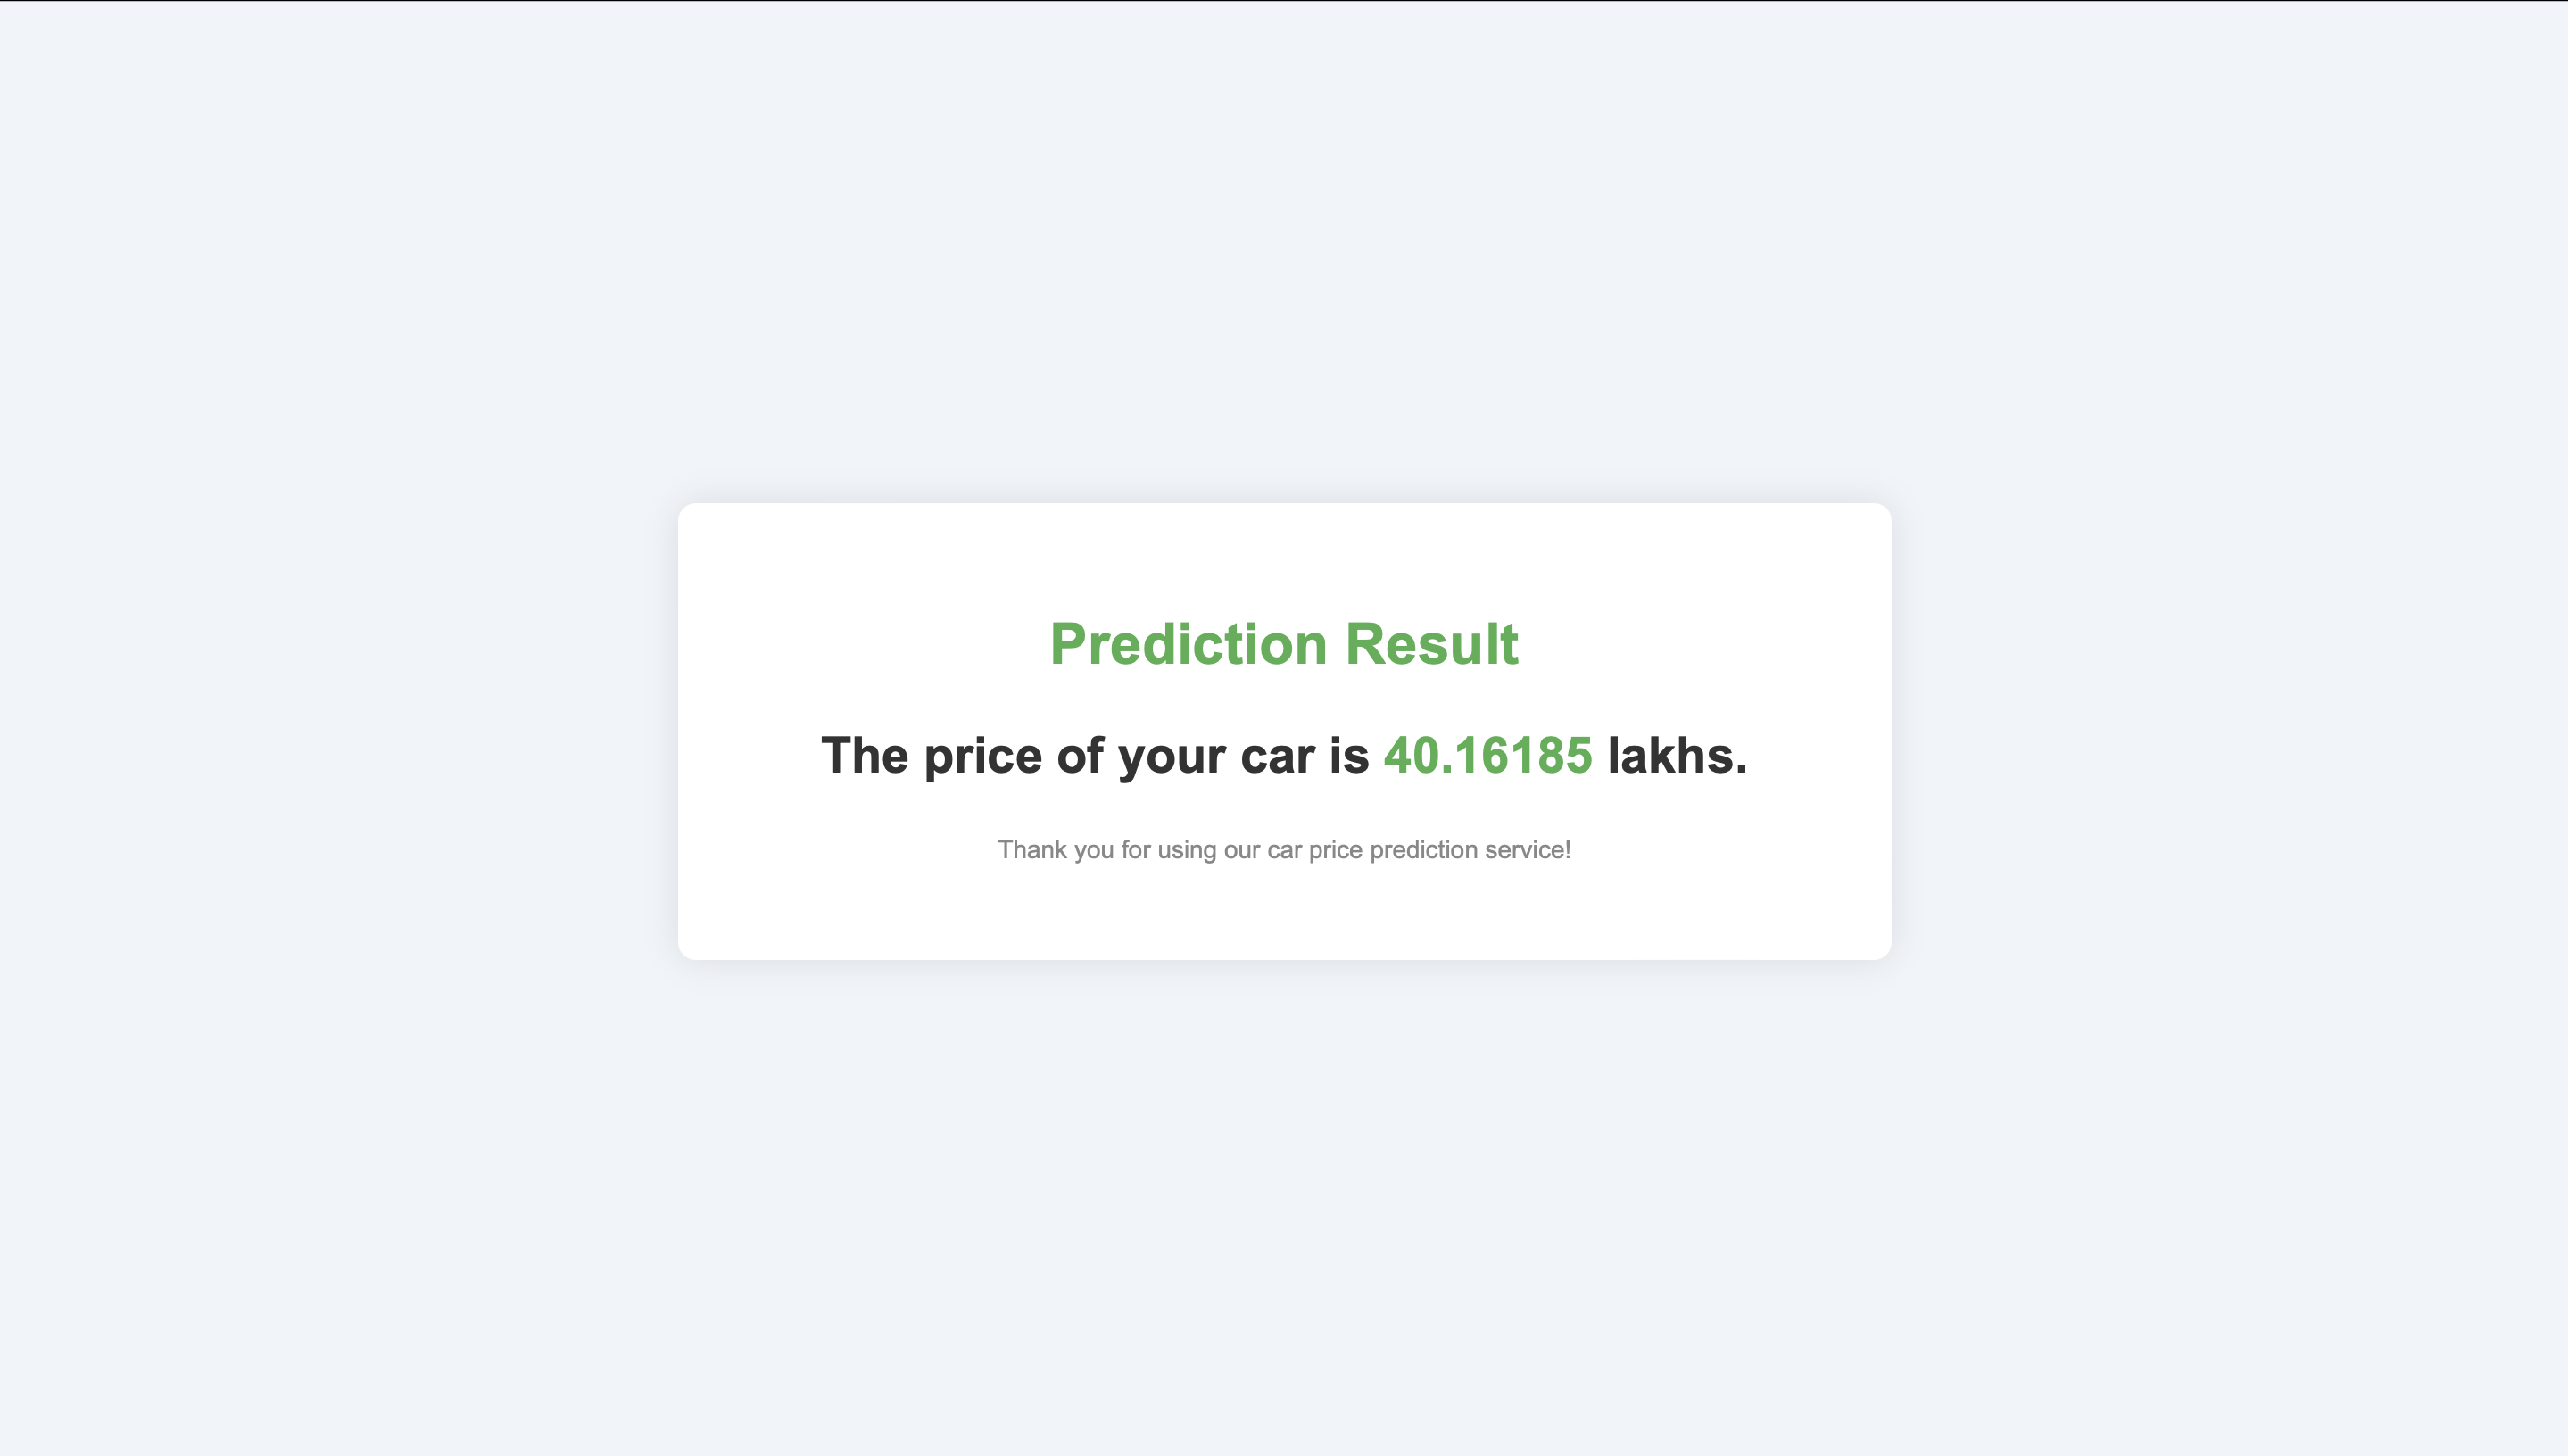 Prediction Result
The price of your car is 40.16185 lakhs.
Thank you for using our car price prediction service!